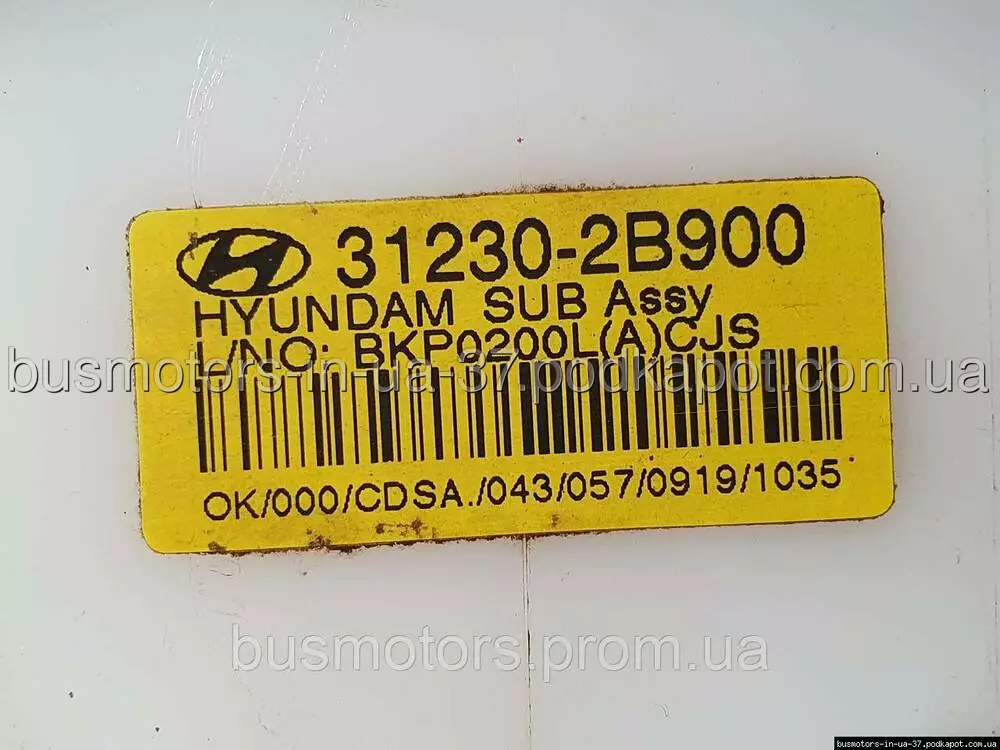 31230-2B900
HYUNDAM SUB Assy
L/NO: BKP0200L(A)CJS
busmotors-in-ua-37.podkapot.com.ua
OK/000/CDSA./043/057/0919/1035
busmotors.prom.ua
busmotors-in-ua-37.podkapot.com.ua